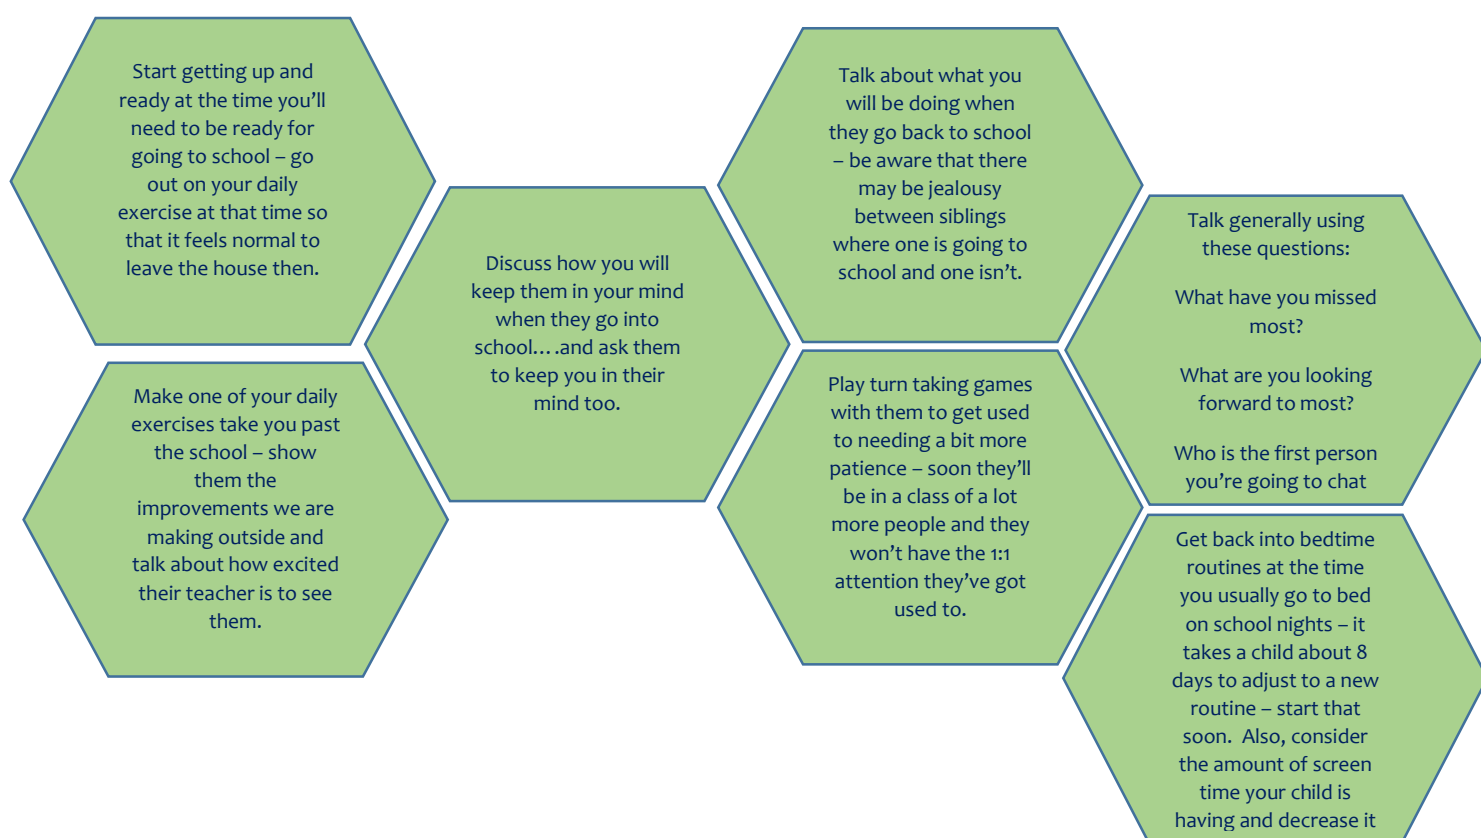 Start getting up and
ready at the time you’ll
need to be ready for
going to school – go
out on your daily
exercise at that time so
that it feels normal to
leave the house then.
Make one of your daily
exercises take you past
the school – show
them the
improvements we are
making outside and
talk about how excited
their teacher is to see
them.
Discuss how you will
keep them in your mind
when they go into
school….and ask them
to keep you in their
mind too.
Talk about what you
will be doing when
they go back to school
– be aware that there
may be jealousy
between siblings
where one is going to
school and one isn’t.
Play turn taking games
with them to get used
to needing a bit more
patience – soon they’ll
be in a class of a lot
more people and they
won’t have the 1:1
attention they’ve got
used to.
Talk generally using
these questions:
What have you missed
most?
What are you looking
forward to most?
Who is the first person
you’re going to chat
Get back into bedtime
routines at the time
you usually go to bed
on school nights – it
takes a child about 8
days to adjust to a new
routine – start that
soon.  Also, consider
the amount of screen
time your child is
having and decrease it